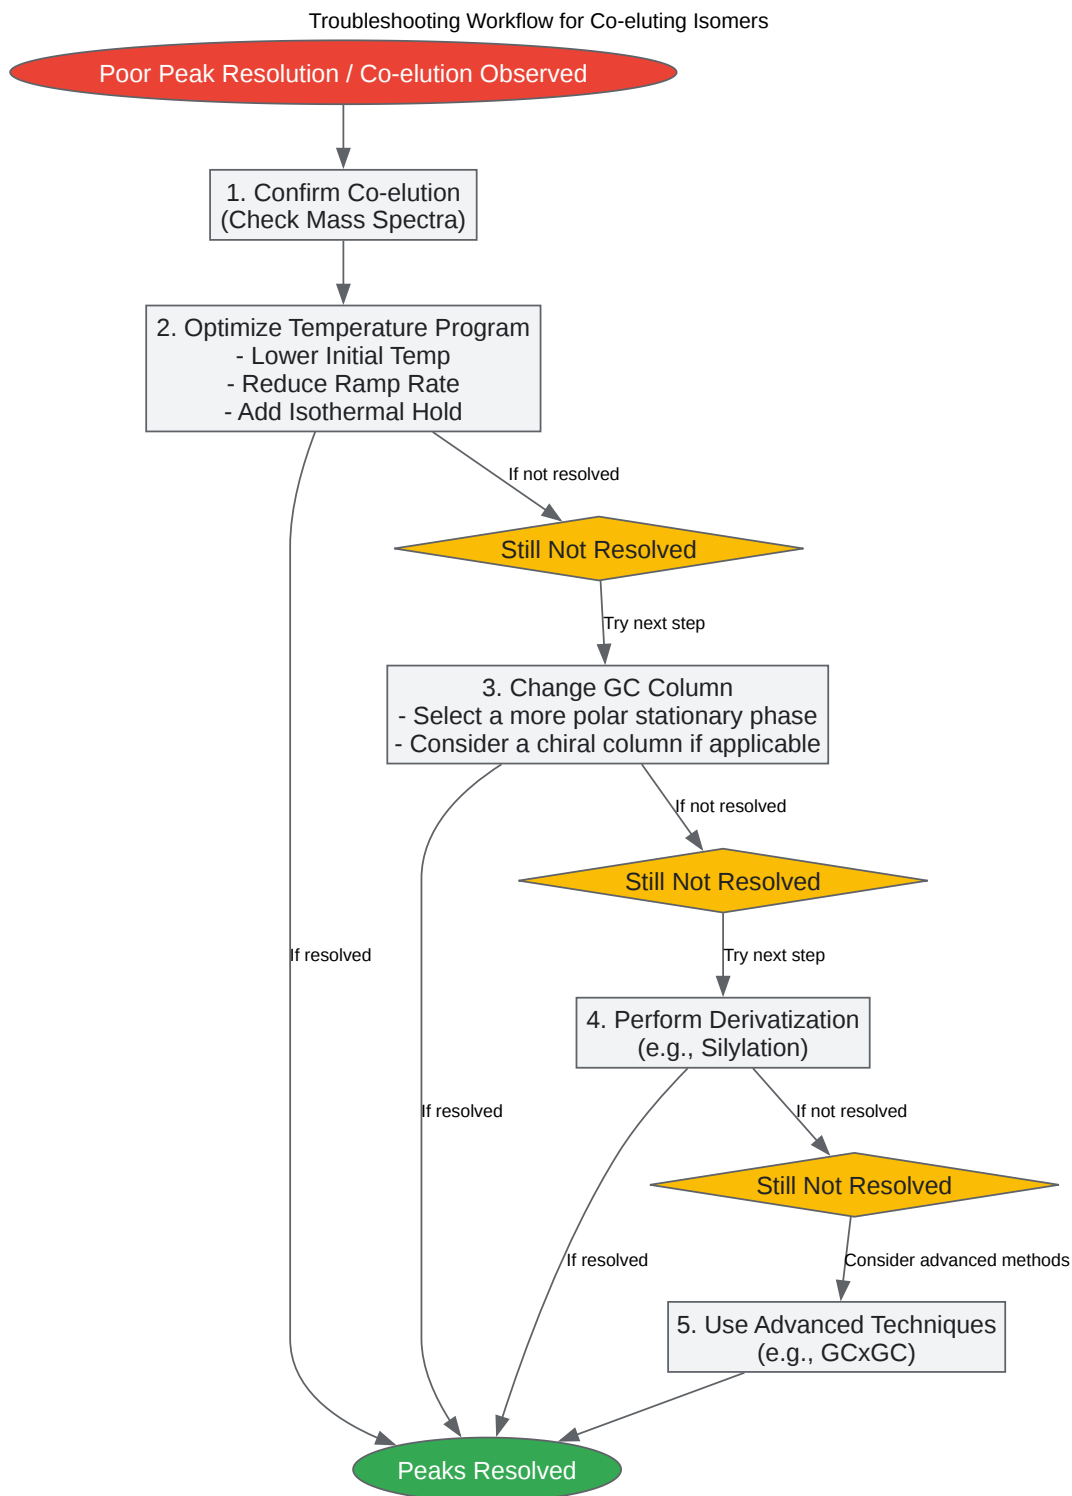 Troubleshooting Workflow for Co-eluting Isomers
Poor Peak Resolution / Co-elution Observed
1. Confirm Co-elution
(Check Mass Spectra)
2. Optimize Temperature Program
- Lower Initial Temp
- Reduce Ramp Rate
- Add Isothermal Hold
If not resolved
Still Not Resolved
Try next step
3. Change GC Column
- Select a more polar stationary phase
- Consider a chiral column if applicable
If not resolved
Still Not Resolved
If resolved
Try next step
4. Perform Derivatization
(e.g., Silylation)
If resolved
If not resolved
Still Not Resolved
If resolved
Consider advanced methods
5. Use Advanced Techniques
(e.g., GCxGC)
Peaks Resolved